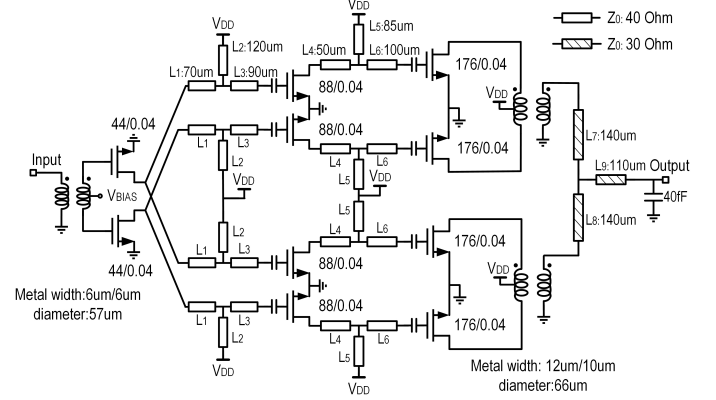 VDD
L5:85um
Z0: 40 Ohm
Z0: 30 Ohm
VDD
L2:120um
L4:50um
L6:100um
176/0.04
L1:70um
L3:90um
88/0.04
VDD
44/0.04
88/0.04
176/0.04
L7:140um
L1
L3
L2
L4
L6
Input
VDD
L5
VDD
L9:110um
Output
VBIAS
40fF
L2
L5
L8:140um
L1
L3
L4
L6
176/0.04
44/0.04
88/0.04
VDD
Metal width:6um/6um
diameter:57um
88/0.04
176/0.04
L1
L3
L2
L4
L6
L5
VDD
VDD
Metal width: 12um/10um
diameter:66um